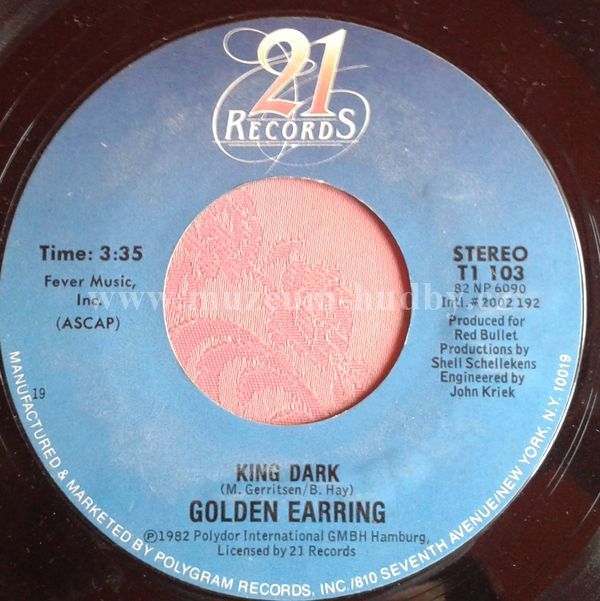 21
RECORDS
Time: 3:35
Fever Music,
Inc.
(ASCAP)
19
STEREO
T1 103
82 NP 6090
Intl. #2002 192
Produced for
Red Bullet
Productions by
Shell Schellekens
Engineered by
John Kriek
KING DARK
(M. Gerritsen/B. Hay)
GOLDEN EARRING
℗1982 Polydor International GMBH Hamburg,
Licensed by 21 Records
MANUFACTURED & MARKETED BY POLYGRAM RECORDS, INC./810 SEVENTH AVENUE/NEW YORK, N.Y. 10019